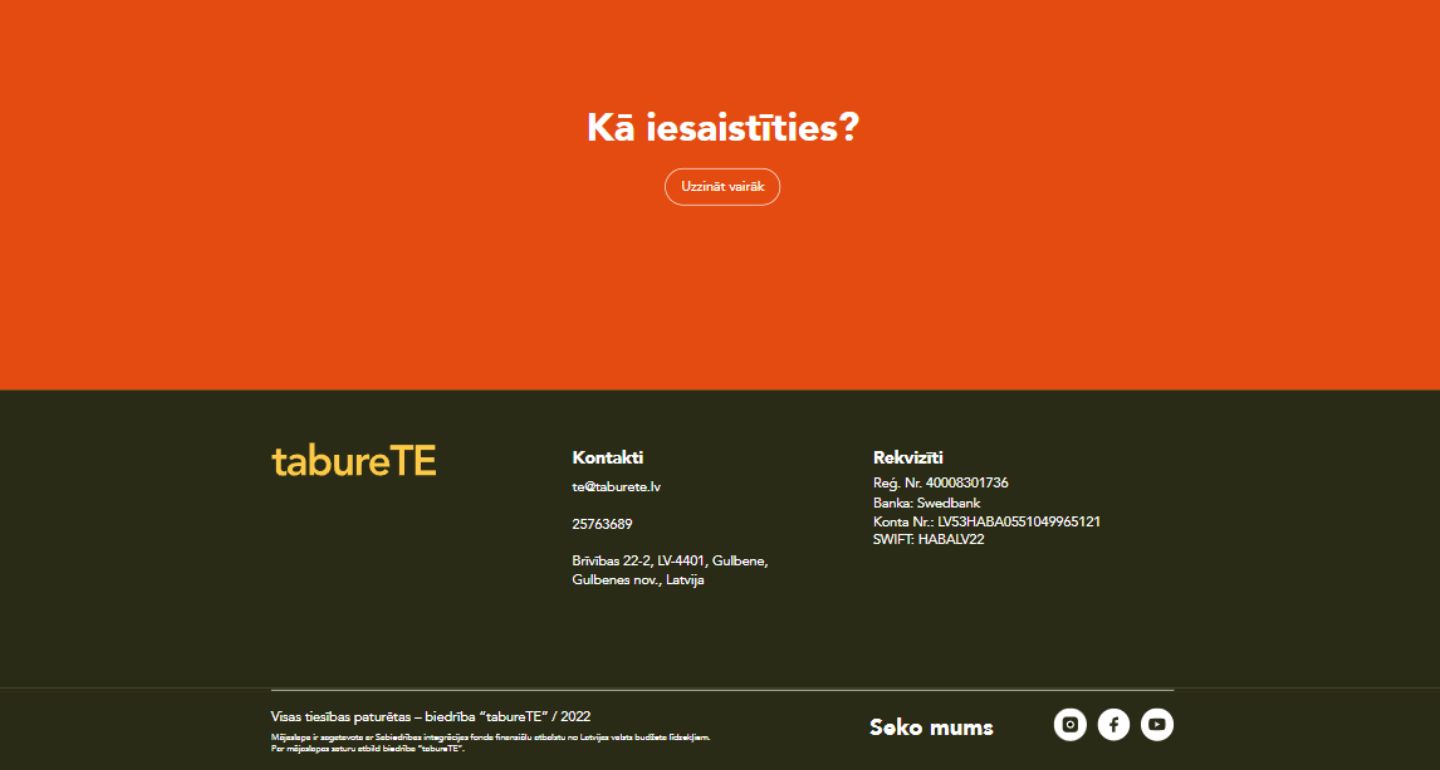 Kā iesaistīties?
Uzzināt vairāk
tabureTE
Kontakti
te@taburete.lv
25763689
Brīvības 22-2, LV-4401, Gulbene,
Gulbenes nov., Latvija
Rekvizīti
Reģ. Nr. 40008301736
Banka: Swedbank
Konta Nr.: LV53HABA0551049965121
SWIFT: HABALV22
Visas tiesības paturētas – biedrība “tabureTE” / 2022
Mājaslapa ir sagatavota ar Sabiedrības integrācijas fonda finansiālu atbalstu no Latvijas valsts budžeta līdzekļiem.
Par mājaslapas saturu atbild biedrība “tabureTE”.
Seko mums